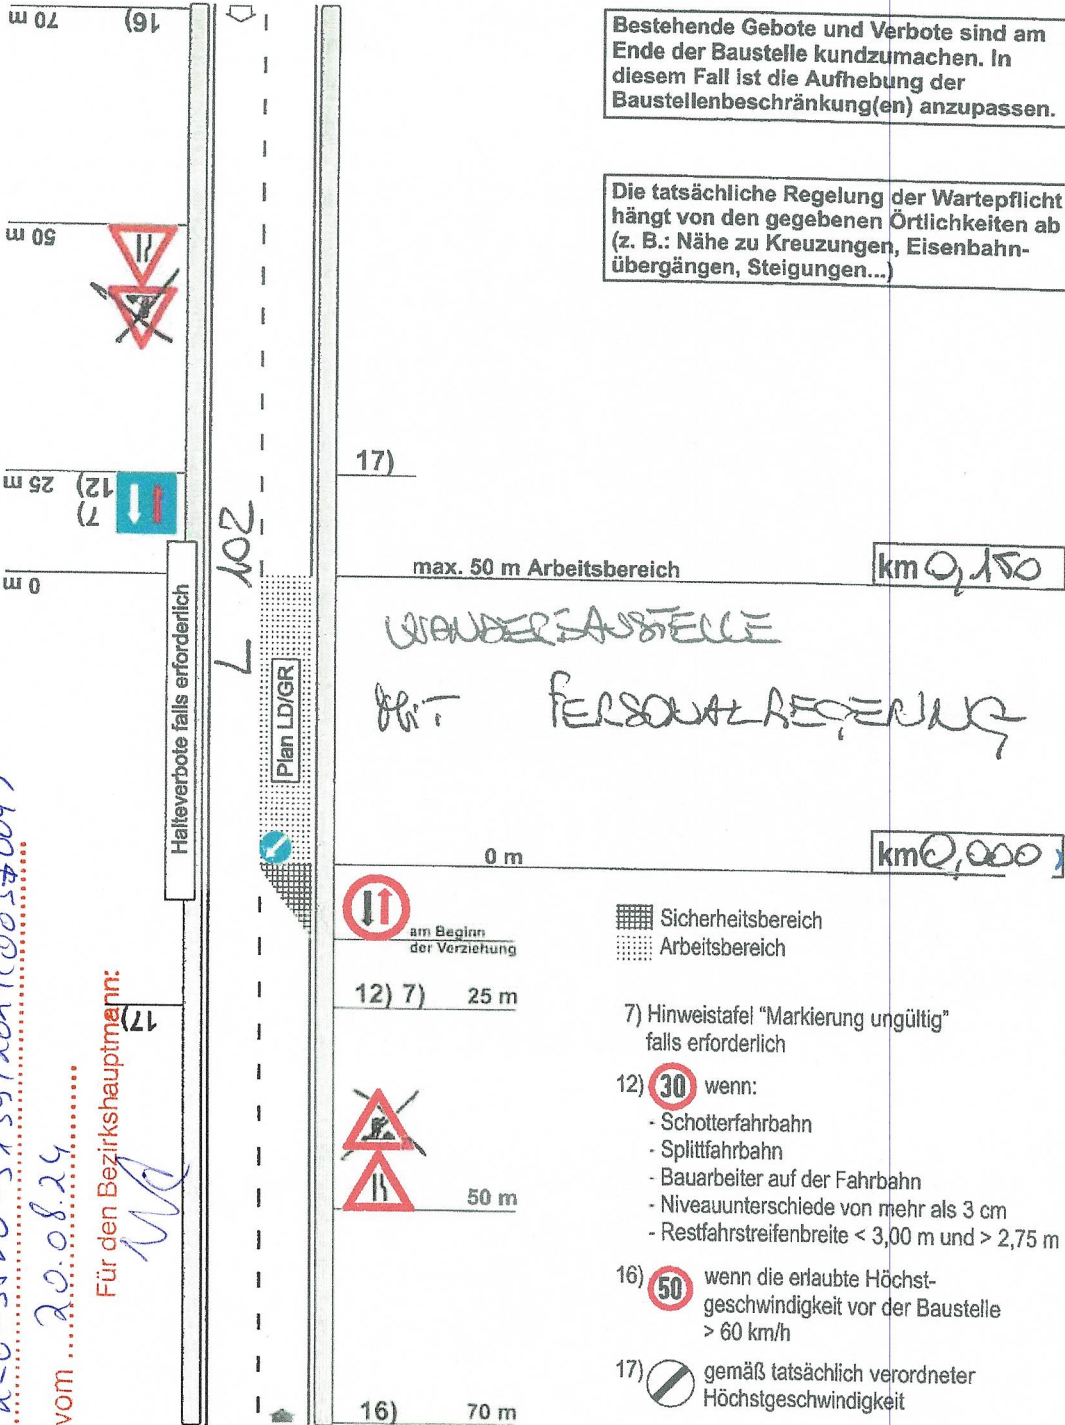 70 m
16)
Bestehende Gebote und Verbote sind am
Ende der Baustelle kundzumachen. In
diesem Fall ist die Aufhebung der
Baustellenbeschränkung(en) anzupassen.
Die tatsächliche Regelung der Wartepflicht
hängt von den gegebenen Örtlichkeiten ab
(z. B.: Nähe zu Kreuzungen, Eisenbahn-
übergängen, Steigungen...)
50 m
17)
25 m
12)
7)
L 102
0 m
max. 50 m Arbeitsbereich
km 0,150
Halteverbote falls erforderlich
Plan LD/GR
WANDERBAUSTELLE
MIT PERSONALREGELUNG
0 m
km 0,000
am Beginn
der Verziehung
Sicherheitsbereich
Arbeitsbereich
12) 7) 25 m
17)
7) Hinweistafel "Markierung ungültig"
falls erforderlich
12) 30 wenn:
- Schotterfahrbahn
- Splittfahrbahn
- Bauarbeiter auf der Fahrbahn
- Niveauunterschiede von mehr als 3 cm
- Restfahrstreifenbreite < 3,00 m und > 2,75 m
50 m
16) 50 wenn die erlaubte Höchst-
geschwindigkeit vor der Baustelle
> 60 km/h
17) gemäß tatsächlich verordneter
Höchstgeschwindigkeit
16) 70 m
vom 20.08.24
Für den Bezirkshauptmann: